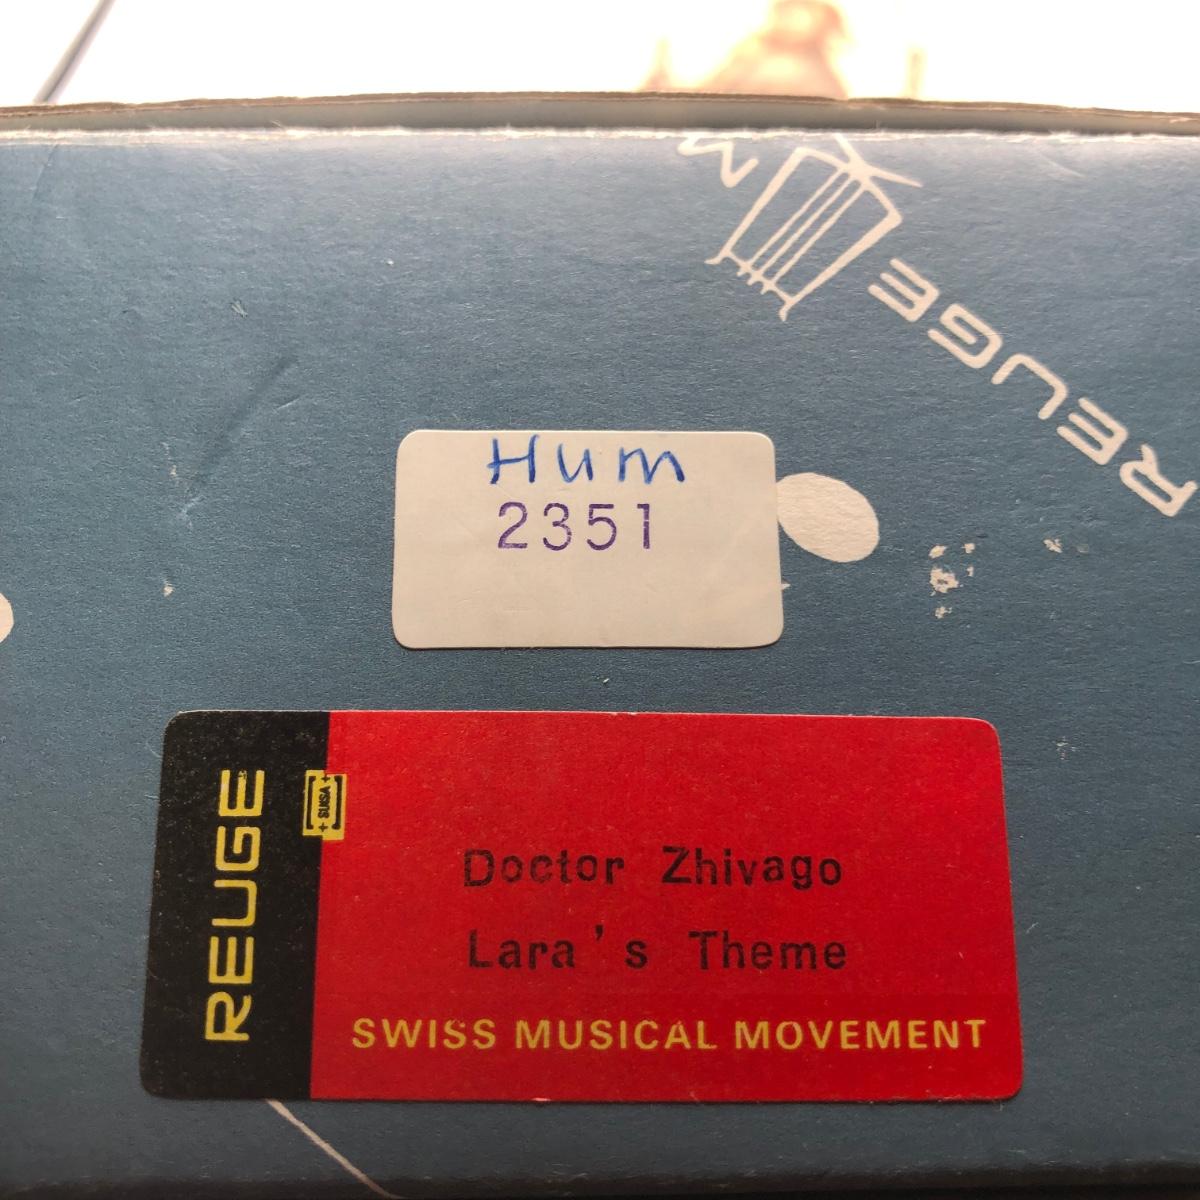 M
REUGE
Hum
2351
REUGE
+ SUISA +
Doctor Zhivago
Lara's Theme
SWISS MUSICAL MOVEMENT